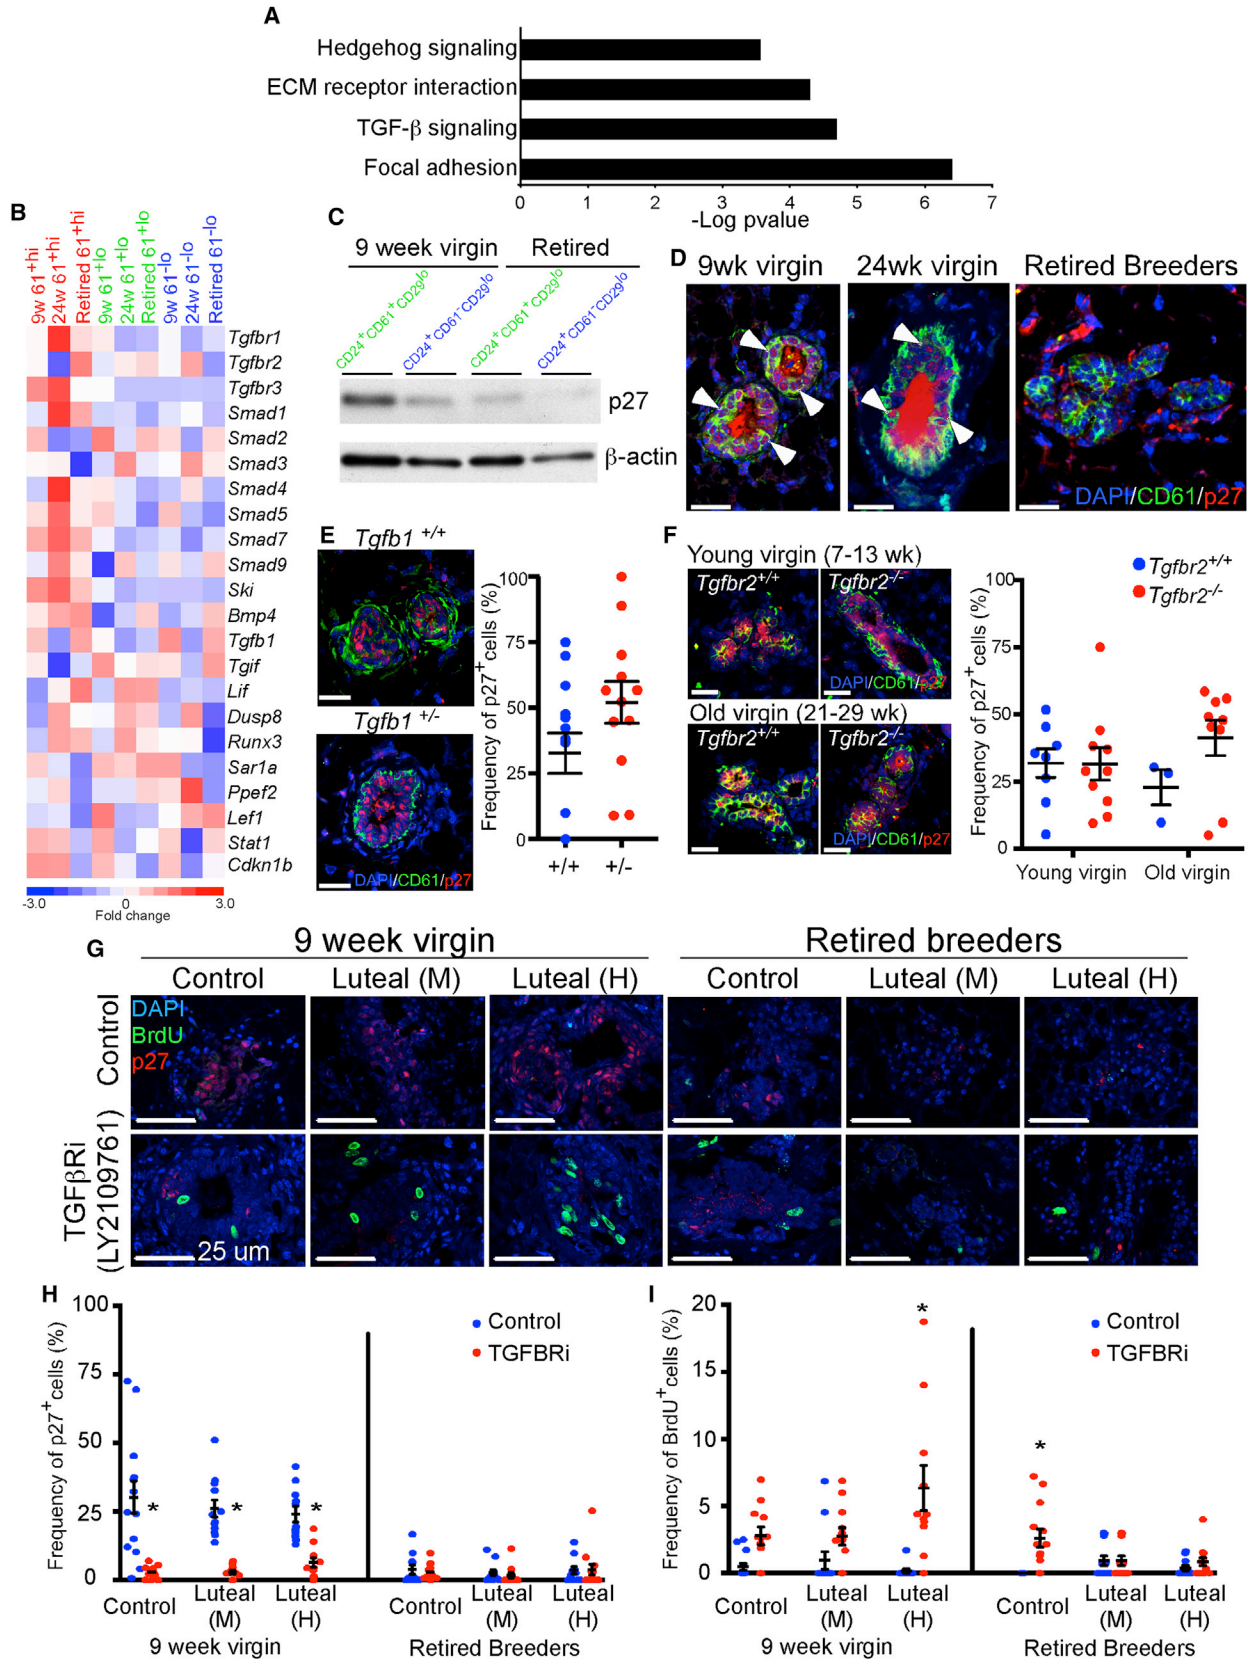 A
Hedgehog signaling
ECM receptor interaction
TGF-β signaling
Focal adhesion
0 1 2 3 4 5 6 7
-Log pvalue
B
9w 61+hi
24w 61+hi
Retired 61+hi
9w 61+lo
24w 61+lo
Retired 61+lo
9w 61-lo
24w 61-lo
Retired 61-lo
Tgfbr1
Tgfbr2
Tgfbr3
Smad1
Smad2
Smad3
Smad4
Smad5
Smad7
Smad9
Ski
Bmp4
Tgfb1
Tgif
Lif
Dusp8
Runx3
Sar1a
Ppef2
Lef1
Stat1
Cdkn1b
-3.0 0 3.0
Fold change
C
9 week virgin Retired
CD24+CD61+CD29lo
CD24+CD61-CD29lo
CD24+CD61+CD29lo
CD24+CD61-CD29lo
p27
β-actin
D
9wk virgin 24wk virgin Retired Breeders
DAPI/CD61/p27
E
Tgfb1 +/+
Tgfb1 +/-
DAPI/CD61/p27
Frequency of p27+cells (%)
100
75
50
25
0
+/+ +/-
F
Young virgin (7-13 wk)
Tgfbr2+/+ Tgfbr2-/-
DAPI/CD61/p27
Old virgin (21-29 wk)
Tgfbr2+/+ Tgfbr2-/-
DAPI/CD61/p27
Frequency of p27+cells (%)
100
75
50
25
0
Tgfbr2+/+
Tgfbr2-/-
Young virgin Old virgin
G
9 week virgin Retired breeders
Control Luteal (M) Luteal (H) Control Luteal (M) Luteal (H)
Control
DAPI
BrdU
p27
TGFβRi
(LY2109761)
25 um
H
Frequency of p27+cells (%)
100
75
50
25
0
Control
TGFBRi
* * *
Control Luteal (M) Luteal (H) Control Luteal (M) Luteal (H)
9 week virgin Retired Breeders
I
Frequency of BrdU+cells (%)
20
15
10
5
0
Control
TGFBRi
* *
Control Luteal (M) Luteal (H) Control Luteal (M) Luteal (H)
9 week virgin Retired Breeders